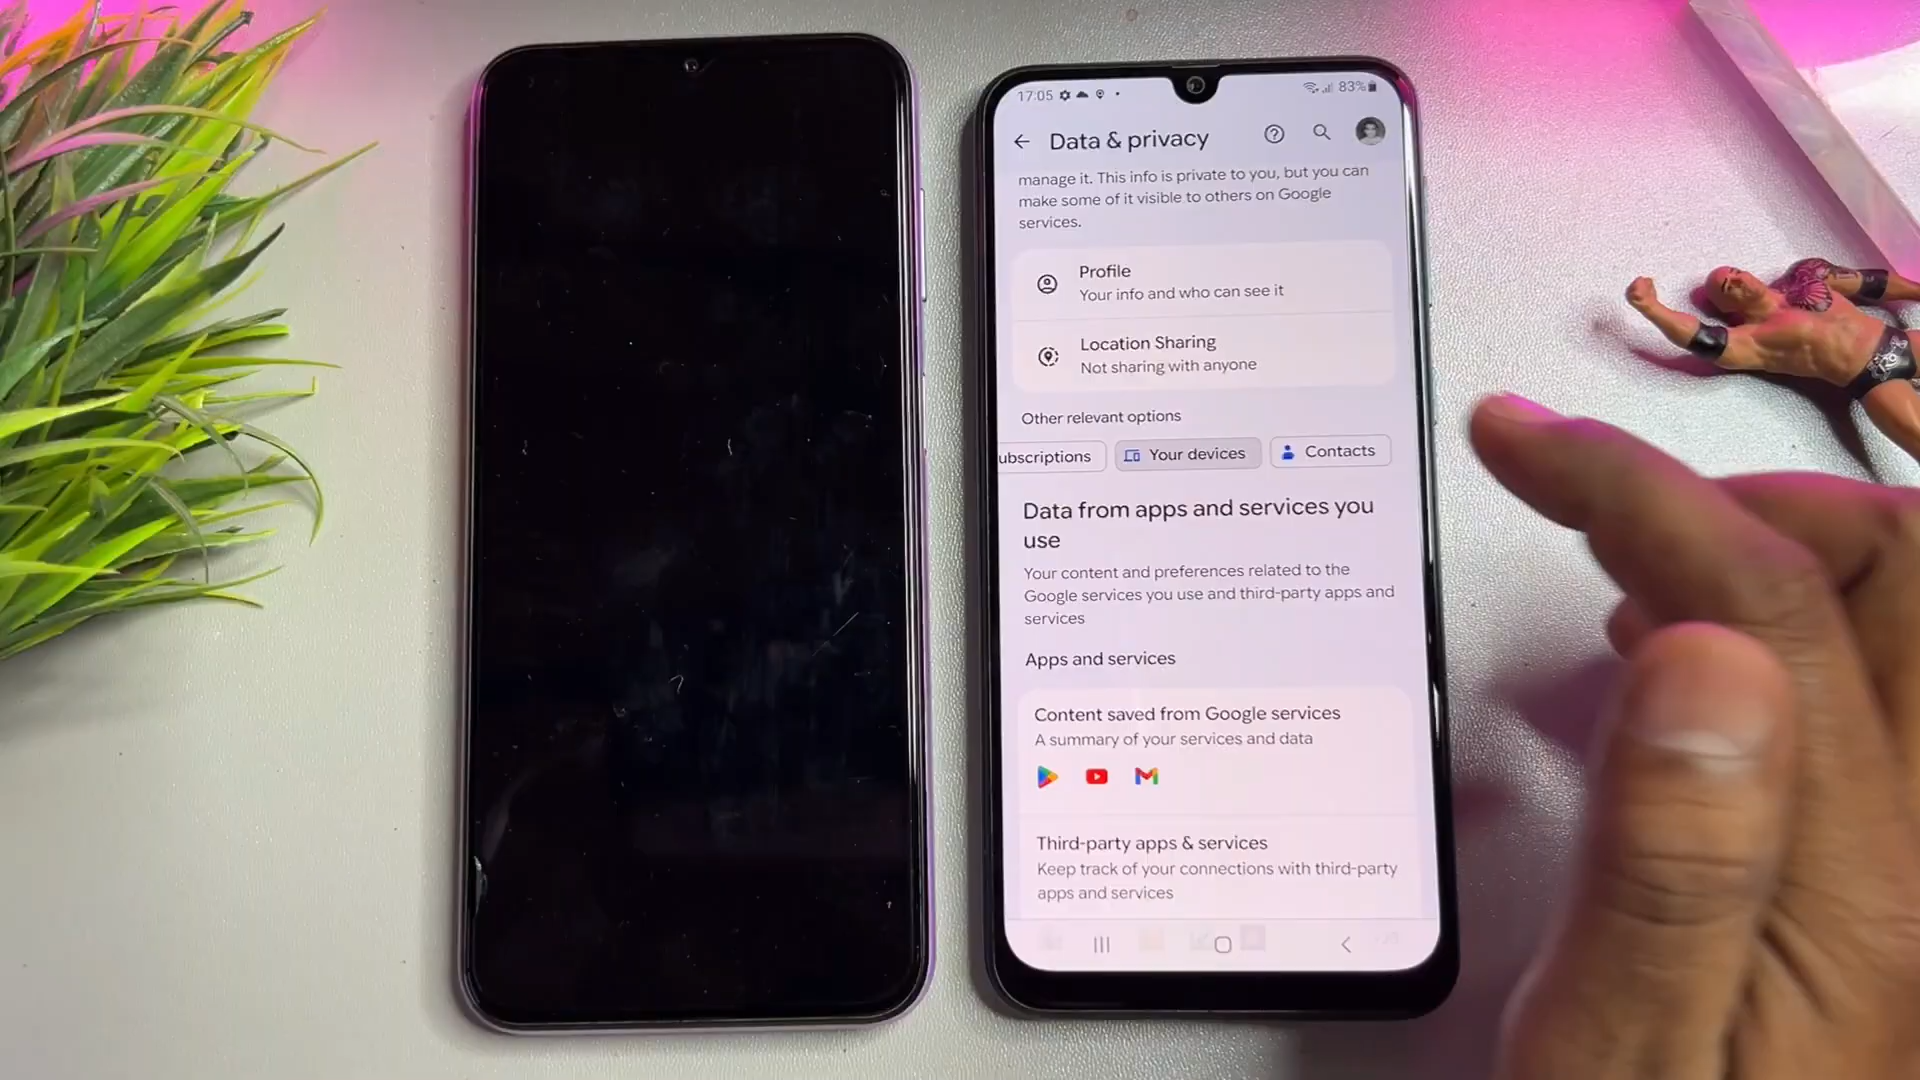 17:05
83%
Data & privacy
manage it. This info is private to you, but you can
make some of it visible to others on Google
services.
Profile
Your info and who can see it
Location Sharing
Not sharing with anyone
Other relevant options
ubscriptions
Your devices
Contacts
Data from apps and services you
use
Your content and preferences related to the
Google services you use and third-party apps and
services
Apps and services
Content saved from Google services
A summary of your services and data
Third-party apps & services
Keep track of your connections with third-party
apps and services